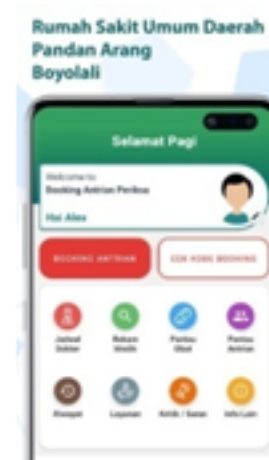 Rumah Sakit Umum Daerah
Pandan Arang
Boyolali
Selamat Pagi
Welcome to
Booking Antrian Periksa
Hai Alex
BOOKING ANTRIAN
CEK KODE BOOKING
Jadwal Dokter
Rekam Medik
Pantau Obat
Pantau Antrian
Riwayat
Layanan
Kritik / Saran
Info Lain